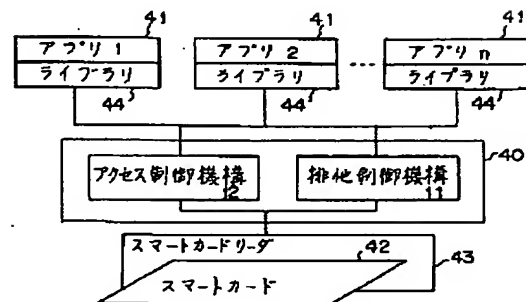 41 41 41
アプリ1 アプリ2 アプリn
ライブラリ ライブラリ ライブラリ
44 44 44
40
アクセス制御機構 排他制御機構
12 11
スマートカードリーダ 42
43
スマートカード